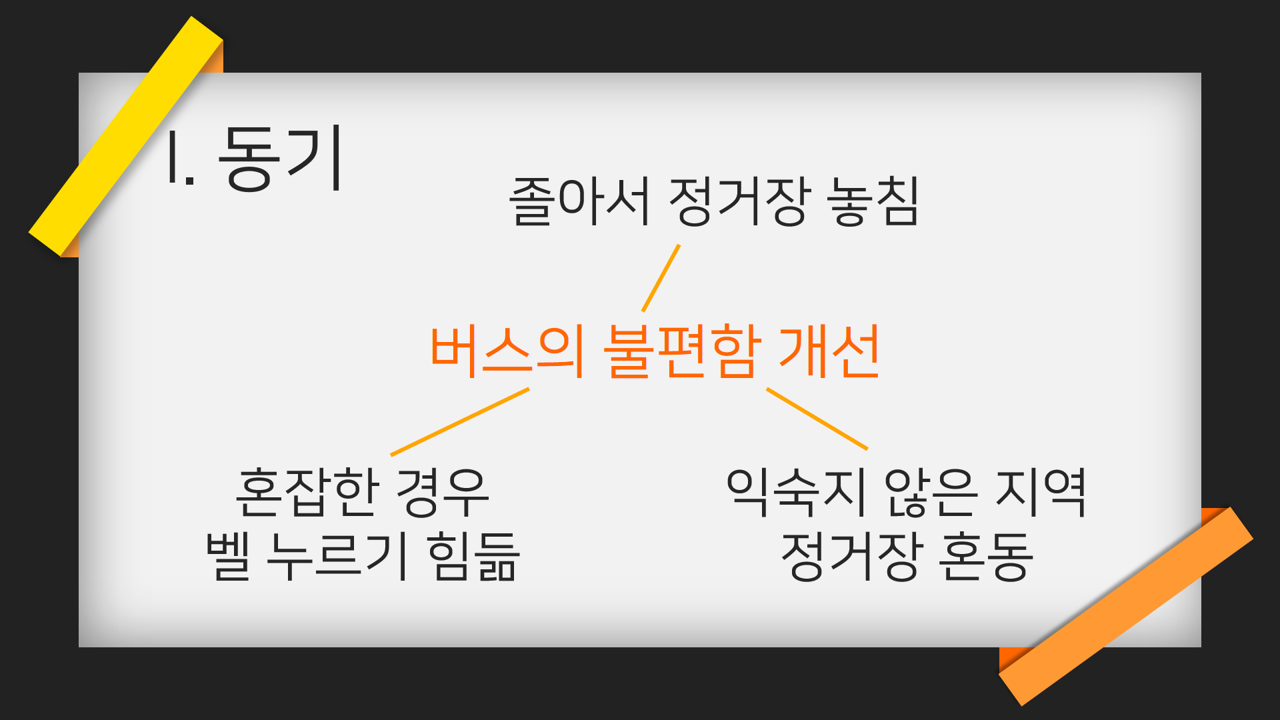 I. 동기
졸아서 정거장 놓침
버스의 불편함 개선
혼잡한 경우
벨 누르기 힘듦
익숙지 않은 지역
정거장 혼동